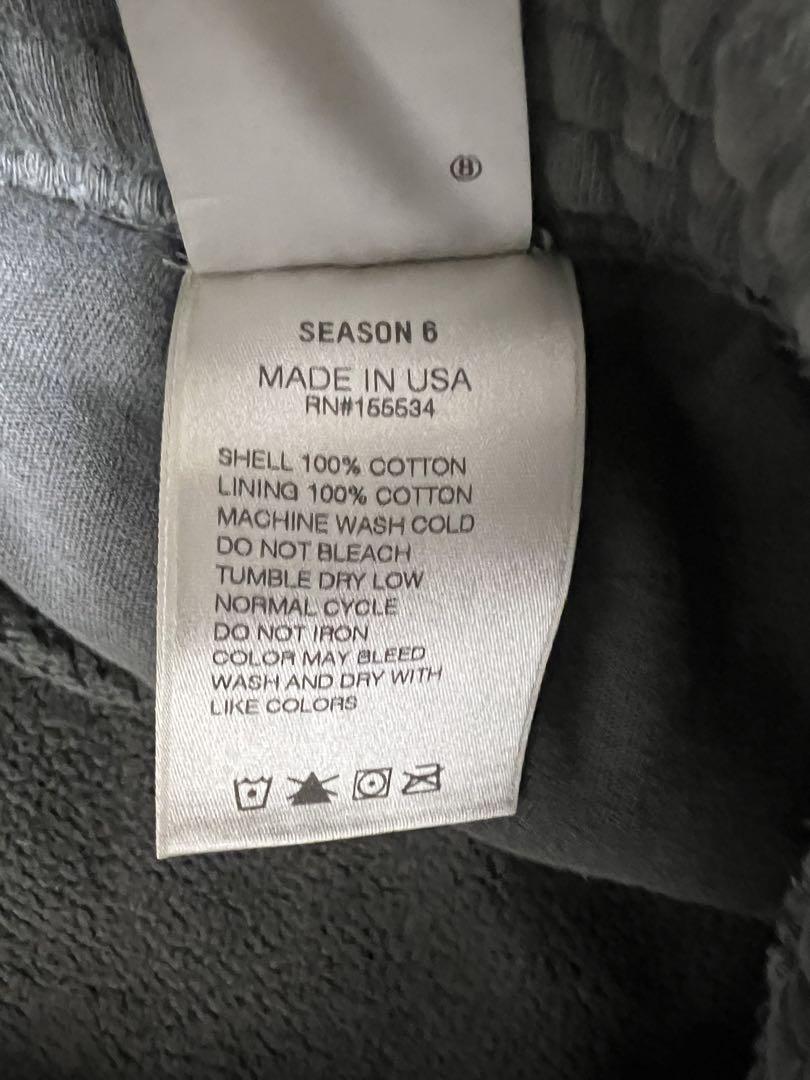 SEASON 6
MADE IN USA
RN#155534
SHELL 100% COTTON
LINING 100% COTTON
MACHINE WASH COLD
DO NOT BLEACH
TUMBLE DRY LOW
NORMAL CYCLE
DO NOT IRON
COLOR MAY BLEED
WASH AND DRY WITH
LIKE COLORS